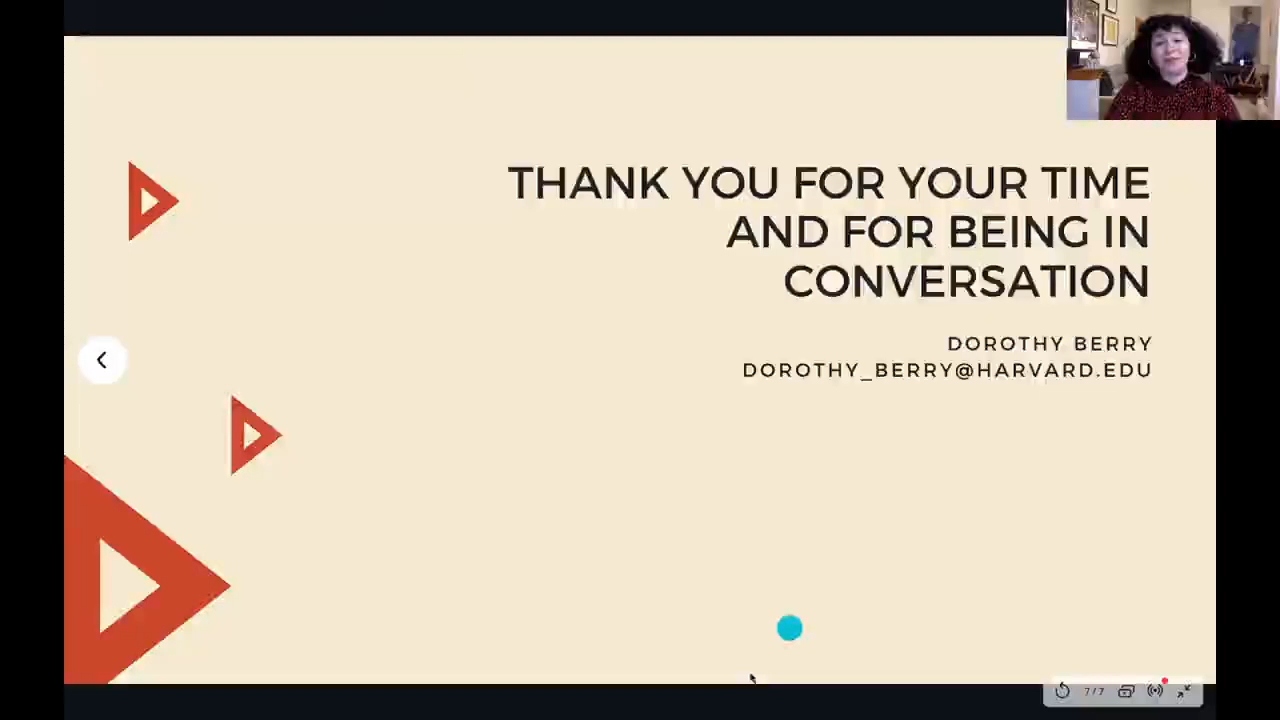 THANK YOU FOR YOUR TIME
AND FOR BEING IN
CONVERSATION
DOROTHY BERRY
DOROTHY_BERRY@HARVARD.EDU
7/7